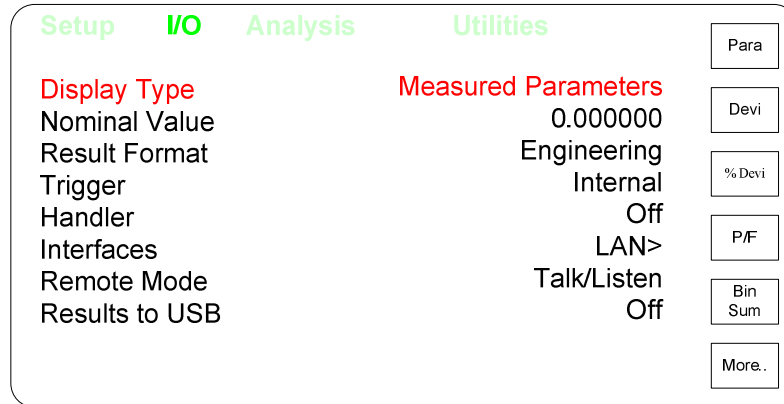 Setup I/O Analysis Utilities
Display Type Measured Parameters
Nominal Value 0.000000
Result Format Engineering
Trigger Internal
Handler Off
Interfaces LAN>
Remote Mode Talk/Listen
Results to USB Off
Para
Devi
% Devi
P/F
Bin
Sum
More..